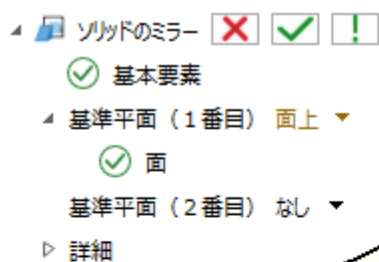 ソリッドのミラー
基本要素
基準平面（１番目） 面上
面
基準平面（２番目） なし
詳細